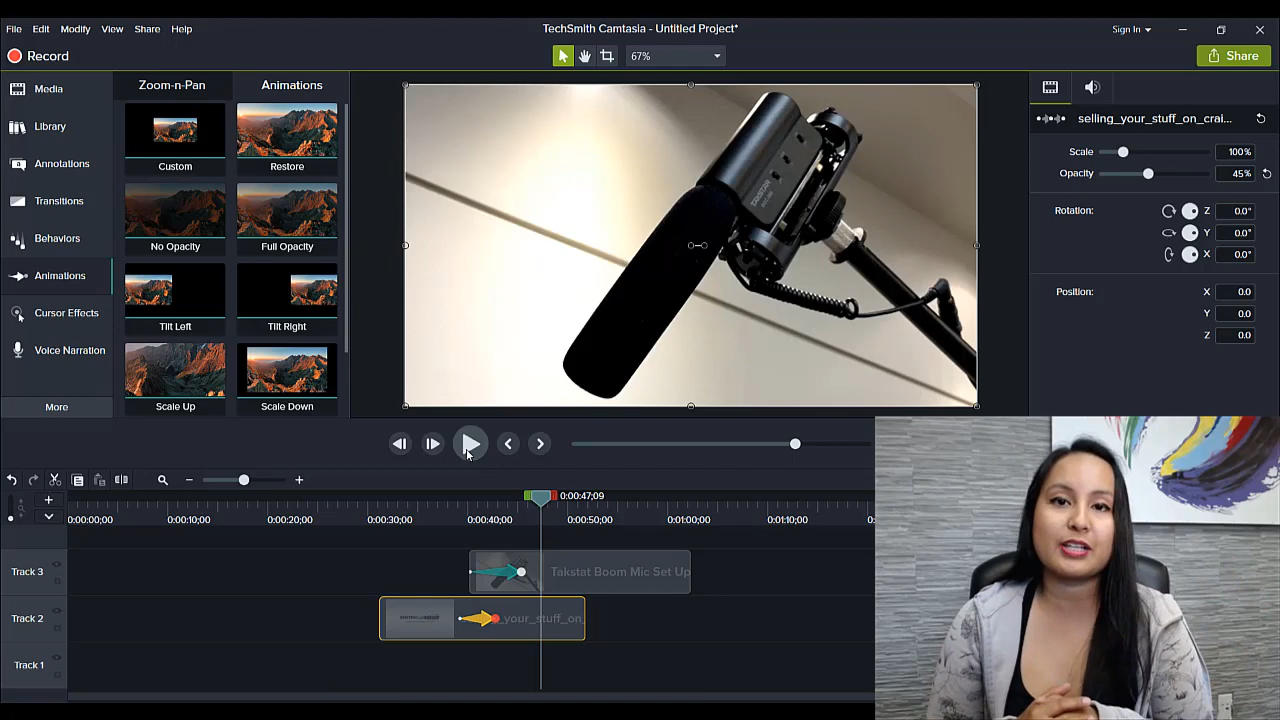 TechSmith Camtasia - Untitled Project*
File Edit Modify View Share Help
Sign In
Record
67%
Share
Media
Library
Annotations
Transitions
Behaviors
Animations
Cursor Effects
Voice Narration
More
Zoom-n-Pan
Animations
Custom
Restore
No Opacity
Full Opacity
Tilt Left
Tilt Right
Scale Up
Scale Down
TAKSTAR
selling_your_stuff_on_crai...
Scale 100%
Opacity 45%
Rotation: Z 0.0°
Y 0.0°
X 0.0°
Position: X 0.0
Y 0.0
Z 0.0
0:00:47;09
0:00:00;00 0:00:10;00 0:00:20;00 0:00:30;00 0:00:40;00 0:00:50;00 0:01:00;00 0:01:10;00
Track 3
Takstat Boom Mic Set Up
Track 2
_your_stuff_on_
Track 1